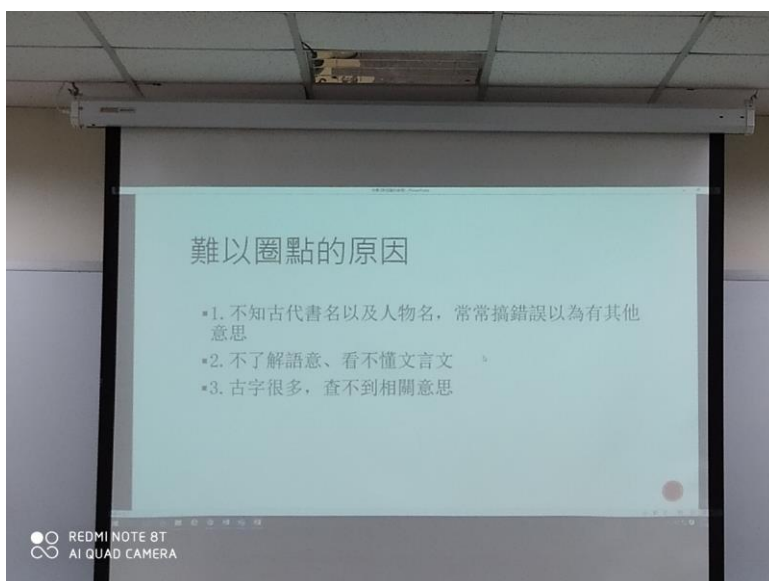 難以圈點的原因
▪1. 不知古代書名以及人物名，常常搞錯誤以為有其他
意思
▪2. 不了解語意、看不懂文言文
▪3. 古字很多，查不到相關意思
REDMI NOTE 8T
AI QUAD CAMERA